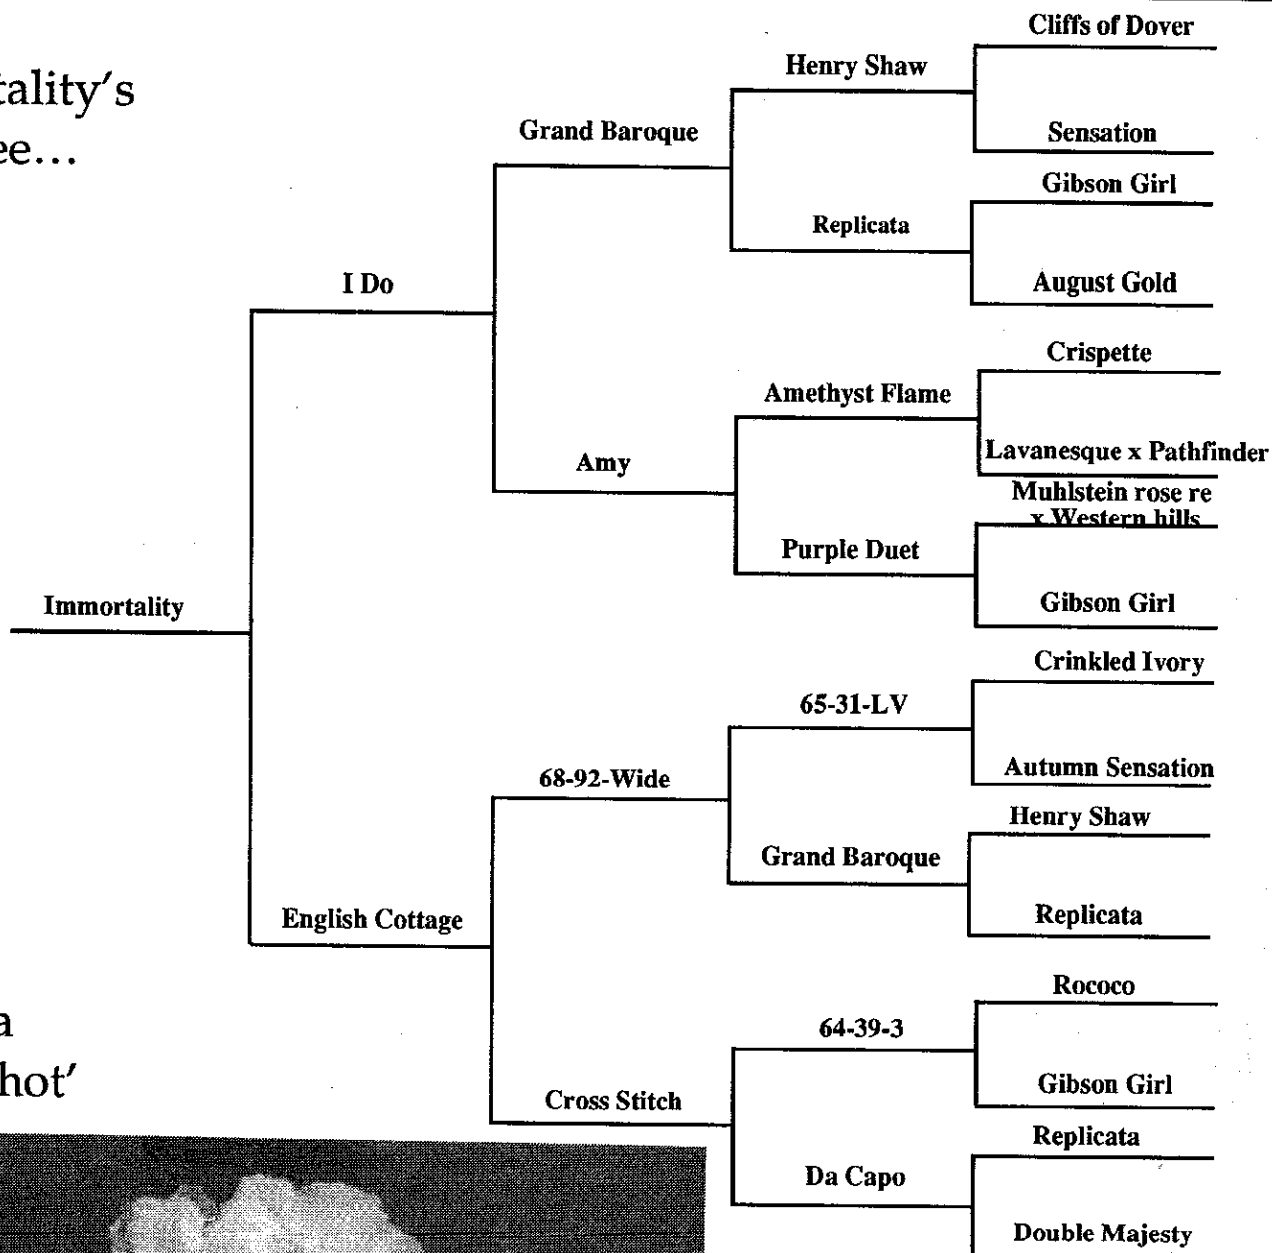 tality's
ee...
Immortality
I Do
English Cottage
Grand Baroque
Amy
68-92-Wide
Cross Stitch
Henry Shaw
Replicata
Amethyst Flame
Purple Duet
65-31-LV
Grand Baroque
64-39-3
Da Capo
Cliffs of Dover
Sensation
Gibson Girl
August Gold
Crispette
Lavanesque x Pathfinder
Muhlstein rose re
x Western hills
Gibson Girl
Crinkled Ivory
Autumn Sensation
Henry Shaw
Replicata
Rococo
Gibson Girl
Replicata
Double Majesty
a
hot'